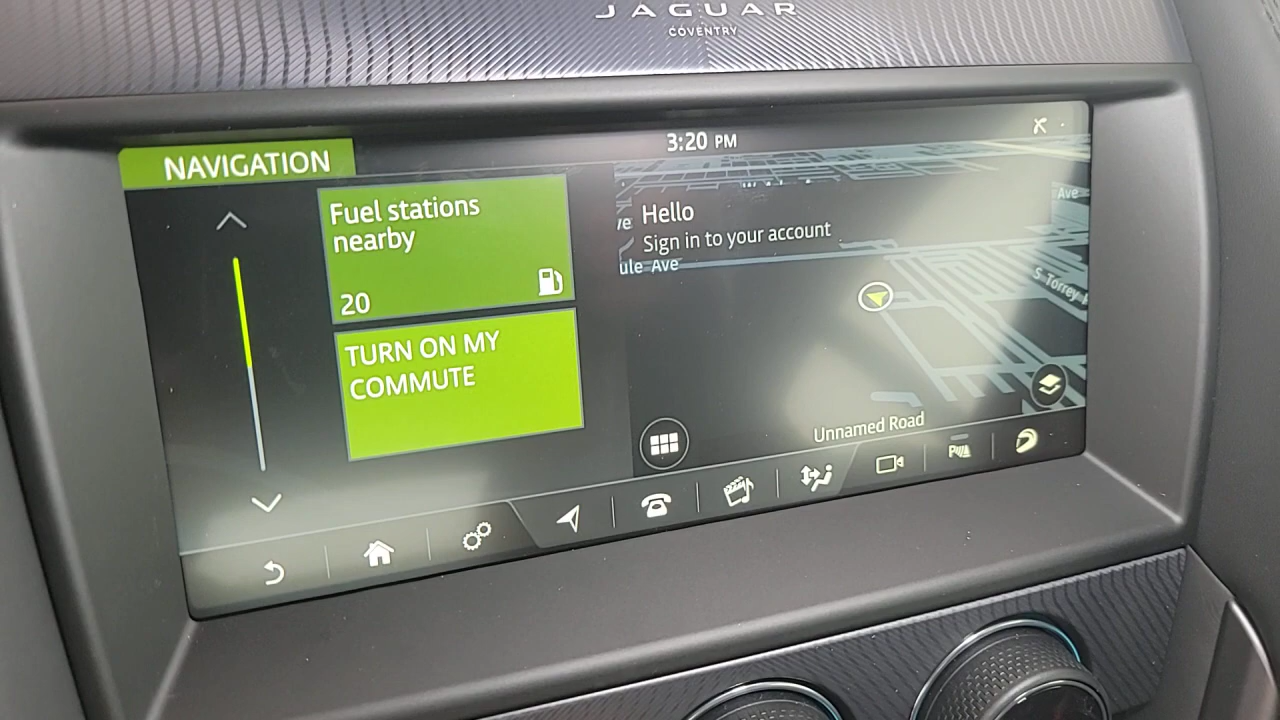 JAGUAR
COVENTRY
NAVIGATION
3:20 PM
Fuel stations
nearby
20
TURN ON MY
COMMUTE
Hello
Sign in to your account
ule Ave
Ave
S Torrey
Unnamed Road